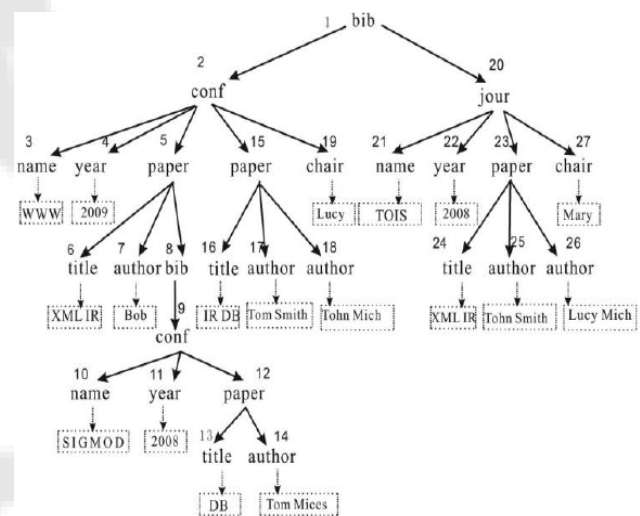 1 bib
2 20
conf jour
3 4 5 15 19 21 22 23 27
name year paper paper chair name year paper chair
WWW 2009 Lucy TOIS 2008 Mary
6 7 8 16 17 18 24 25 26
title author bib title author author title author author
XML IR Bob 9 IR DB Tom Smith Tohn Mich XML IR Tohn Smith Lucy Mich
conf
10 11 12
name year paper
SIGMOD 2008 13 14
title author
DB Tom Mices